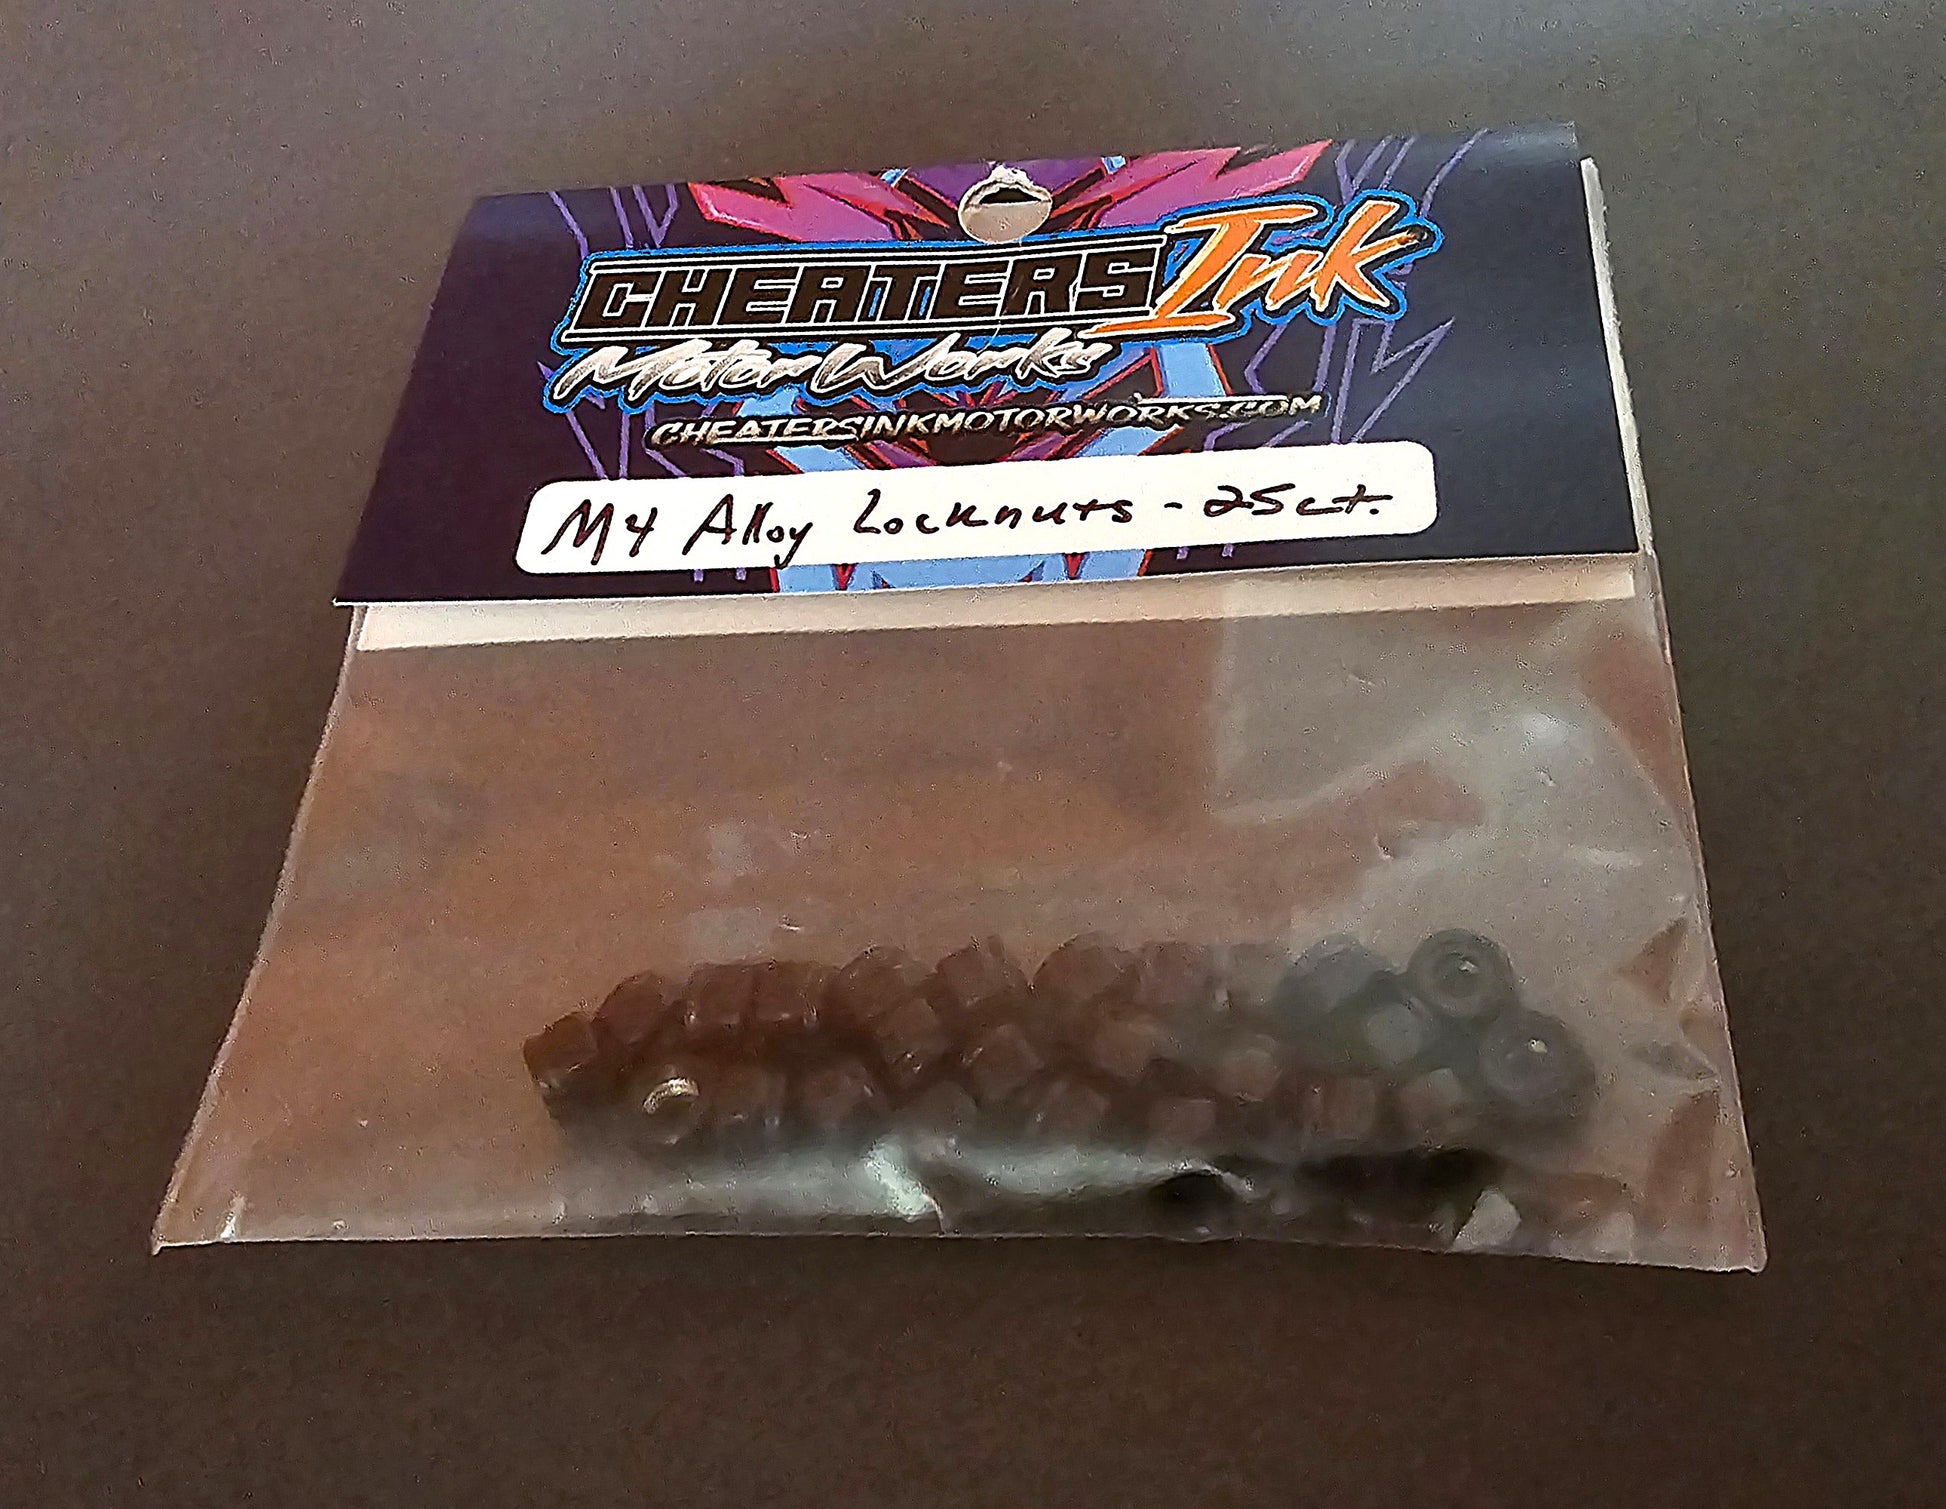 CHEATERS Ink
MotorWorks
CHEATERSINKMOTORWORKS.COM
M4 Alloy Locknuts - 25ct.